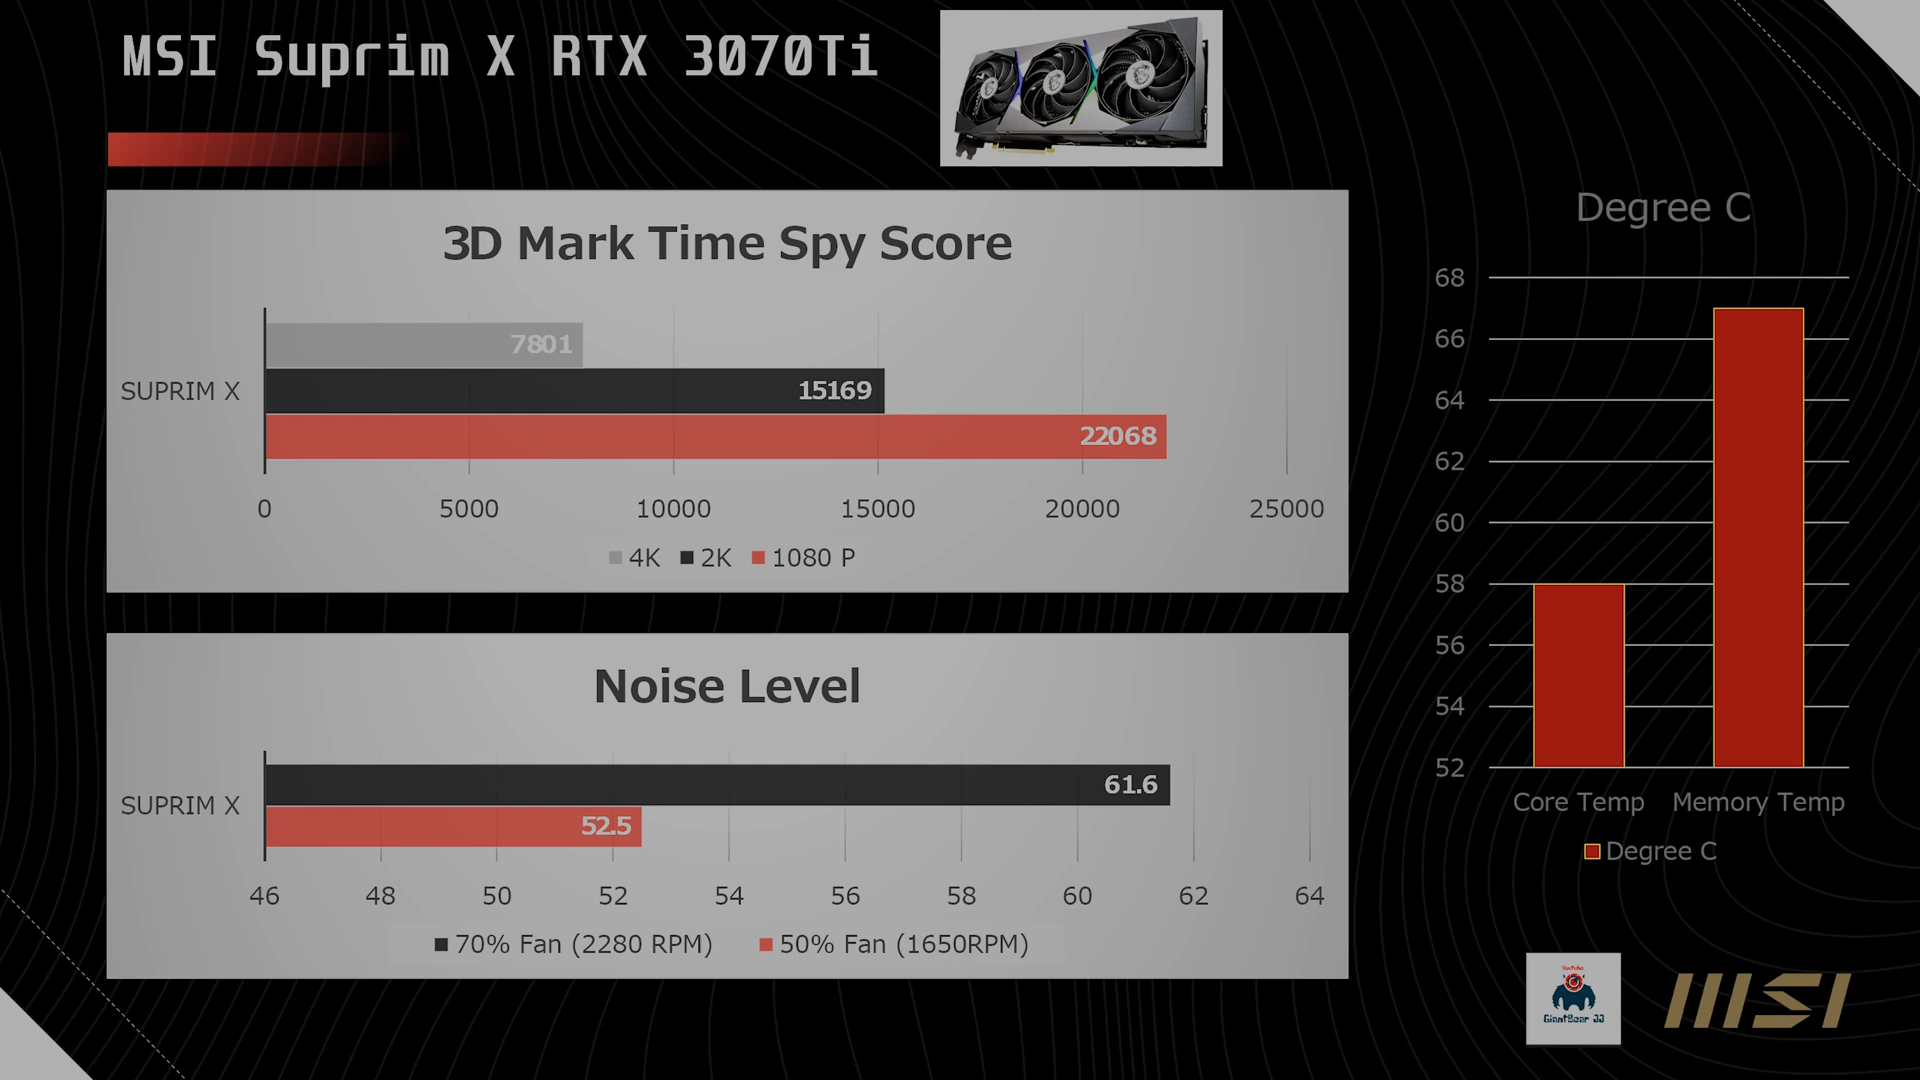 MSI Suprim X RTX 3070Ti
3D Mark Time Spy Score
7801
SUPRIM X
15169
22068
0 5000 10000 15000 20000 25000
4K 2K 1080 P
Noise Level
61.6
SUPRIM X
52.5
46 48 50 52 54 56 58 60 62 64
70% Fan (2280 RPM) 50% Fan (1650RPM)
Degree C
68
66
64
62
60
58
56
54
52
Core Temp Memory Temp
Degree C
YouTube
GiantBear JJ
MSI